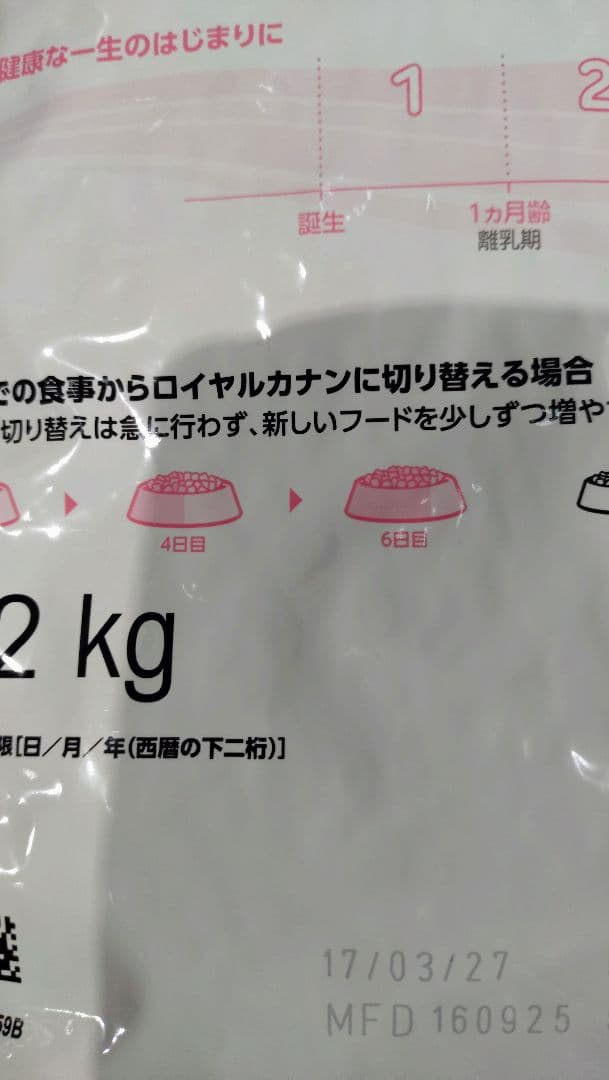 健康な一生のはじまりに
1
2
誕生
1ヵ月齢
離乳期
での食事からロイヤルカナンに切り替える場合
切り替えは急に行わず、新しいフードを少しずつ増や
4日目
6日目
2 kg
限[日／月／年(西暦の下二桁)]
17/03/27
59B
MFD 160925